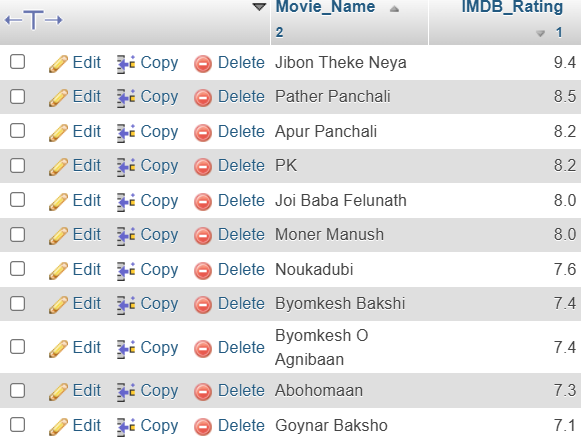 Movie_Name IMDB_Rating
2 1
Edit Copy Delete Jibon Theke Neya 9.4
Edit Copy Delete Pather Panchali 8.5
Edit Copy Delete Apur Panchali 8.2
Edit Copy Delete PK 8.2
Edit Copy Delete Joi Baba Felunath 8.0
Edit Copy Delete Moner Manush 8.0
Edit Copy Delete Noukadubi 7.6
Edit Copy Delete Byomkesh Bakshi 7.4
Edit Copy Delete Byomkesh O
Agnibaan 7.4
Edit Copy Delete Abohomaan 7.3
Edit Copy Delete Goynar Baksho 7.1